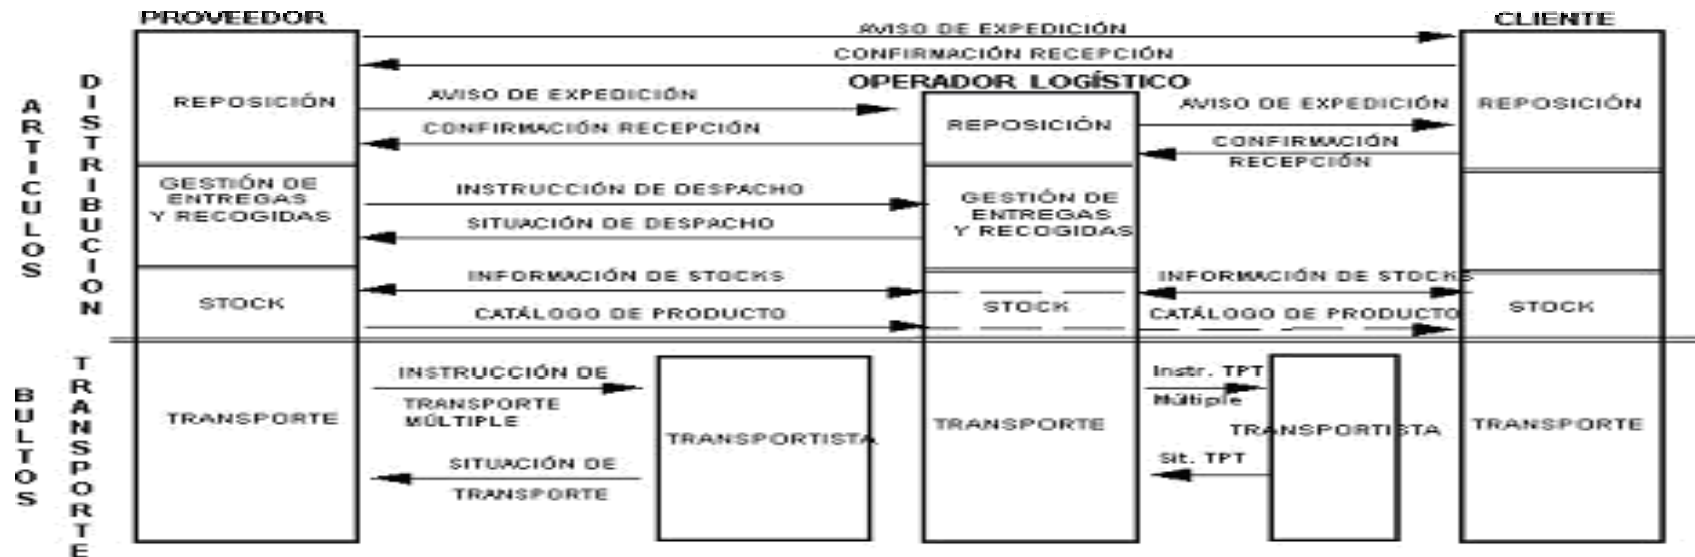 PROVEEDOR
CLIENTE
AVISO DE EXPEDICIÓN
CONFIRMACIÓN RECEPCIÓN
OPERADOR LOGÍSTICO
ARTICULOS
DISTRIBUCION
REPOSICIÓN
AVISO DE EXPEDICIÓN
CONFIRMACIÓN RECEPCIÓN
REPOSICIÓN
AVISO DE EXPEDICIÓN
CONFIRMACIÓN
RECEPCIÓN
REPOSICIÓN
GESTIÓN DE
ENTREGAS
Y RECOGIDAS
INSTRUCCIÓN DE DESPACHO
SITUACIÓN DE DESPACHO
GESTIÓN DE
ENTREGAS
Y RECOGIDAS
STOCK
INFORMACIÓN DE STOCKS
CATÁLOGO DE PRODUCTO
STOCK
INFORMACIÓN DE STOCKS
CATÁLOGO DE PRODUCTO
STOCK
BULTOS
TRANSPORTE
TRANSPORTE
INSTRUCCIÓN DE
TRANSPORTE
MÚLTIPLE
SITUACIÓN DE
TRANSPORTE
TRANSPORTISTA
TRANSPORTE
Instr. TPT
Múltiple
Sit. TPT
TRANSPORTISTA
TRANSPORTE